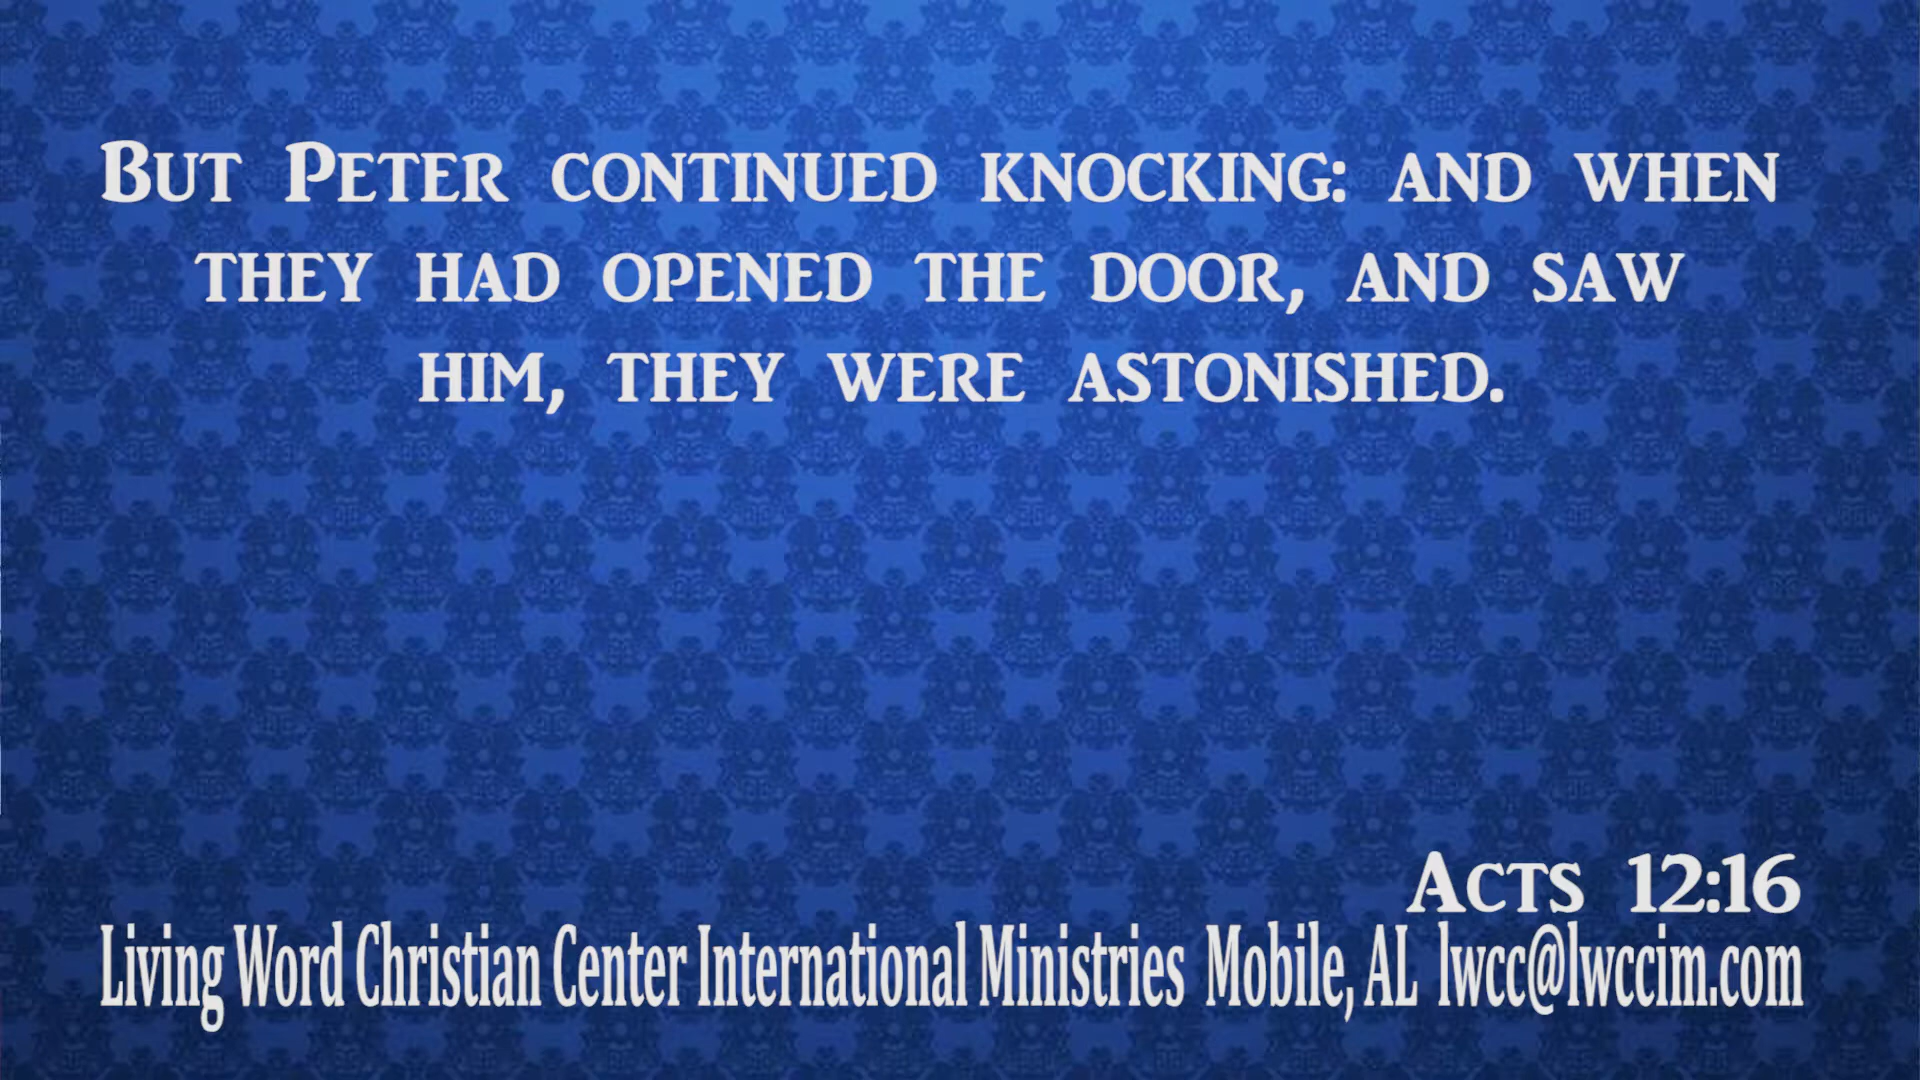 But Peter continued knocking: and when
they had opened the door, and saw
him, they were astonished.
Acts 12:16
Living Word Christian Center International Ministries Mobile, AL lwcc@lwccim.com